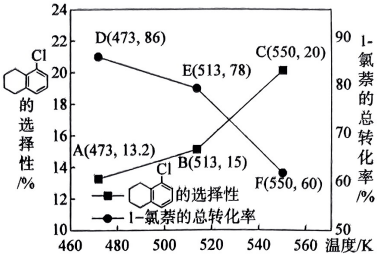 Cl
的选择性/%
24
22
20
18
16
14
12
D(473, 86)
C(550, 20)
E(513, 78)
A(473, 13.2)
B(513, 15)
F(550, 60)
Cl
的选择性
1-氯萘的总转化率
90
80
70
60
50
1-氯萘的总转化率/%
460 480 500 520 540 560 温度/K